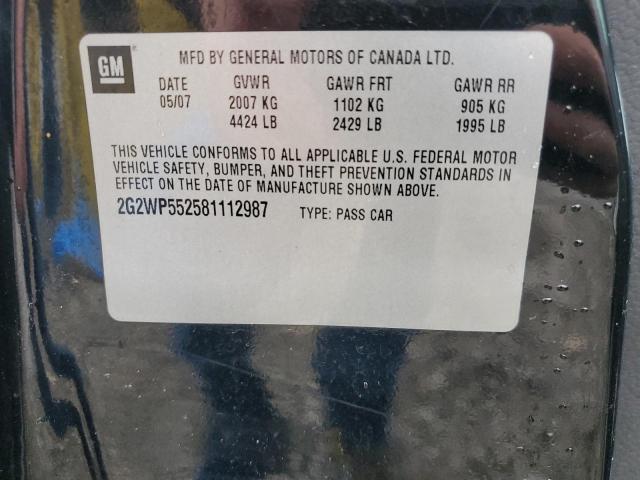 GM MFD BY GENERAL MOTORS OF CANADA LTD.
DATE GVWR GAWR FRT GAWR RR
05/07 2007 KG 1102 KG 905 KG
4424 LB 2429 LB 1995 LB
THIS VEHICLE CONFORMS TO ALL APPLICABLE U.S. FEDERAL MOTOR
VEHICLE SAFETY, BUMPER, AND THEFT PREVENTION STANDARDS IN
EFFECT ON THE DATE OF MANUFACTURE SHOWN ABOVE.
2G2WP552581112987 TYPE: PASS CAR